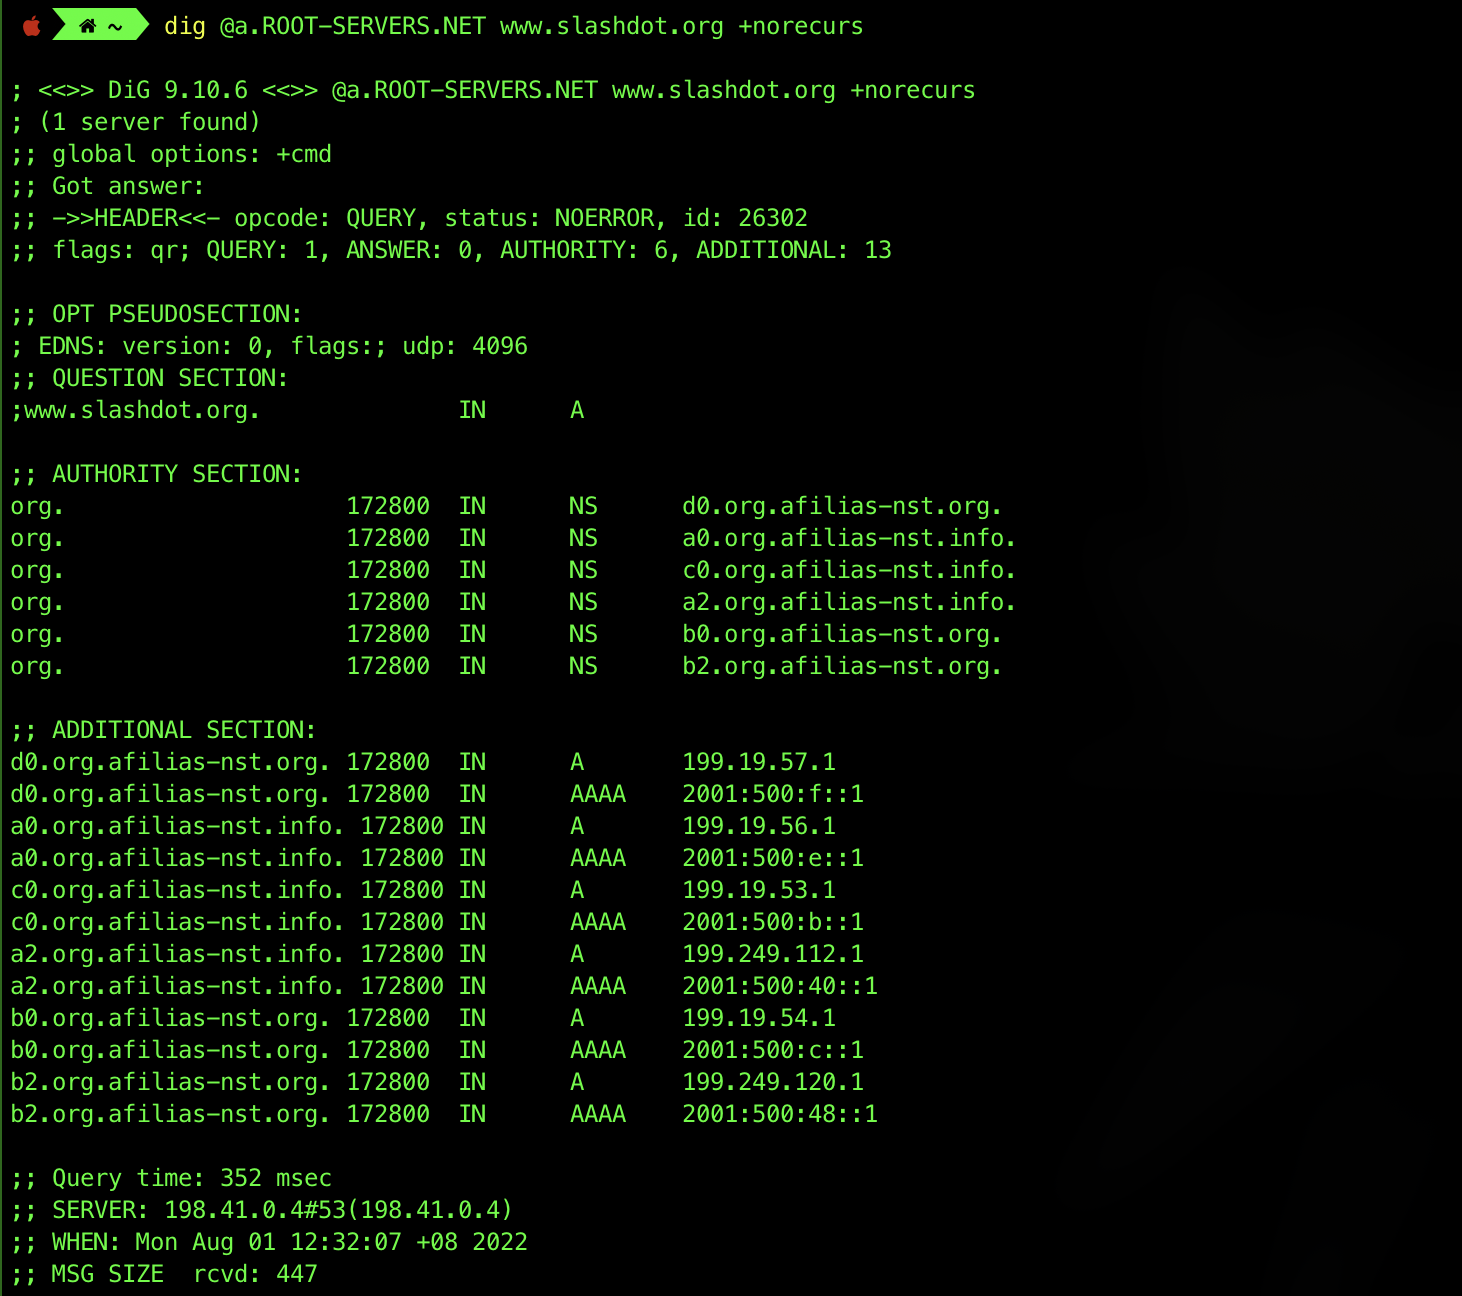 ~ dig @a.ROOT-SERVERS.NET www.slashdot.org +norecurs
; <<>> DiG 9.10.6 <<>> @a.ROOT-SERVERS.NET www.slashdot.org +norecurs
; (1 server found)
;; global options: +cmd
;; Got answer:
;; ->>HEADER<<- opcode: QUERY, status: NOERROR, id: 26302
;; flags: qr; QUERY: 1, ANSWER: 0, AUTHORITY: 6, ADDITIONAL: 13
;; OPT PSEUDOSECTION:
; EDNS: version: 0, flags:; udp: 4096
;; QUESTION SECTION:
;www.slashdot.org. IN A
;; AUTHORITY SECTION:
org. 172800 IN NS d0.org.afilias-nst.org.
org. 172800 IN NS a0.org.afilias-nst.info.
org. 172800 IN NS c0.org.afilias-nst.info.
org. 172800 IN NS a2.org.afilias-nst.info.
org. 172800 IN NS b0.org.afilias-nst.org.
org. 172800 IN NS b2.org.afilias-nst.org.
;; ADDITIONAL SECTION:
d0.org.afilias-nst.org. 172800 IN A 199.19.57.1
d0.org.afilias-nst.org. 172800 IN AAAA 2001:500:f::1
a0.org.afilias-nst.info. 172800 IN A 199.19.56.1
a0.org.afilias-nst.info. 172800 IN AAAA 2001:500:e::1
c0.org.afilias-nst.info. 172800 IN A 199.19.53.1
c0.org.afilias-nst.info. 172800 IN AAAA 2001:500:b::1
a2.org.afilias-nst.info. 172800 IN A 199.249.112.1
a2.org.afilias-nst.info. 172800 IN AAAA 2001:500:40::1
b0.org.afilias-nst.org. 172800 IN A 199.19.54.1
b0.org.afilias-nst.org. 172800 IN AAAA 2001:500:c::1
b2.org.afilias-nst.org. 172800 IN A 199.249.120.1
b2.org.afilias-nst.org. 172800 IN AAAA 2001:500:48::1
;; Query time: 352 msec
;; SERVER: 198.41.0.4#53(198.41.0.4)
;; WHEN: Mon Aug 01 12:32:07 +08 2022
;; MSG SIZE rcvd: 447